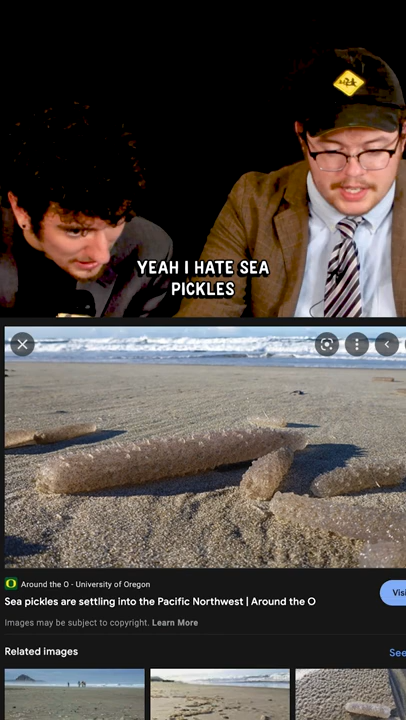 YEAH I HATE SEA
PICKLES
Around the O - University of Oregon
Sea pickles are settling into the Pacific Northwest | Around the O
Images may be subject to copyright. Learn More
Related images